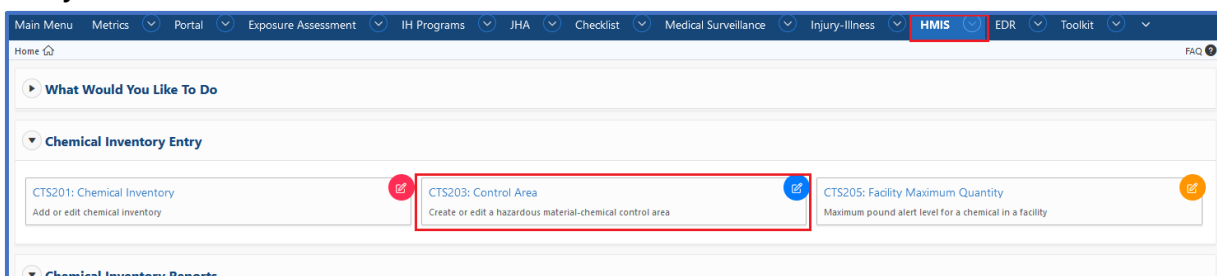 Main Menu Metrics Portal Exposure Assessment IH Programs JHA Checklist Medical Surveillance Injury-Illness HMIS EDR Toolkit
Home FAQ
What Would You Like To Do
Chemical Inventory Entry
CTS201: Chemical Inventory CTS203: Control Area CTS205: Facility Maximum Quantity
Add or edit chemical inventory Create or edit a hazardous material-chemical control area Maximum pound alert level for a chemical in a facility
Chemical Inventory Reports